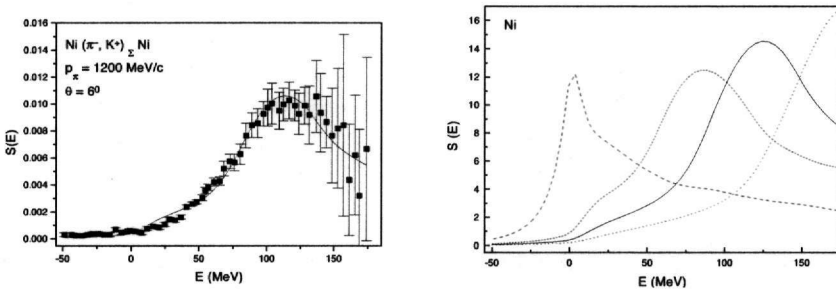 0.016
0.014
0.012
0.010
0.008
0.006
0.004
0.002
0.000
S(E)
Ni (π⁻, K⁺) Σ Ni
pπ = 1200 MeV/c
θ = 6⁰
-50 0 50 100 150
E (MeV)
16
14
12
10
8
6
4
2
0
S (E)
Ni
-50 0 50 100 150
E (MeV)